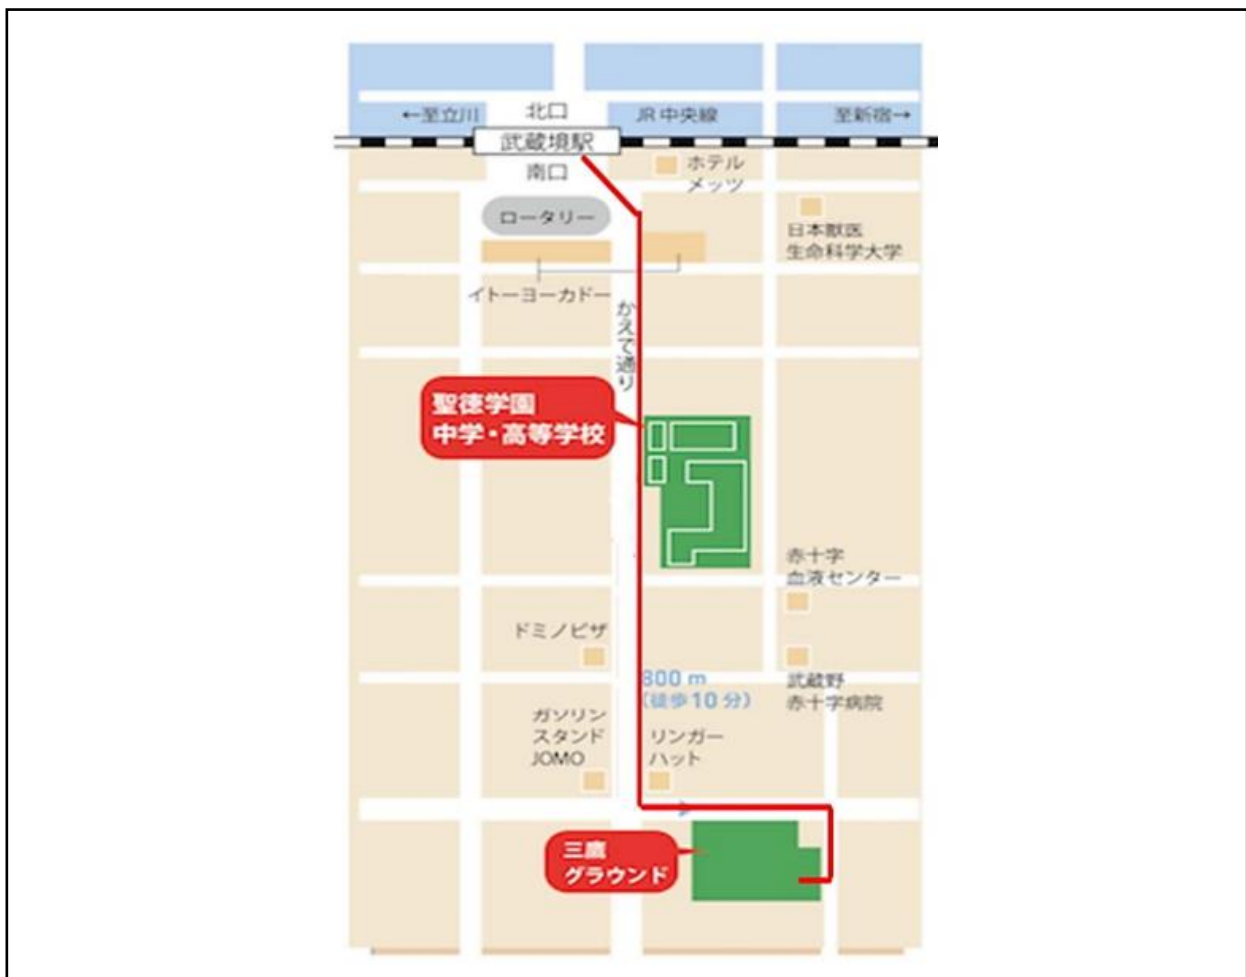 ←至立川
北口
JR中央線
至新宿→
武蔵境駅
南口
ホテル
メッツ
ロータリー
日本獣医
生命科学大学
イトーヨーカドー
かえで通り
聖徳学園
中学・高等学校
赤十字
血液センター
ドミノピザ
800 m
(徒歩10分)
武蔵野
赤十字病院
ガソリン
スタンド
JOMO
リンガー
ハット
三鷹
グラウンド